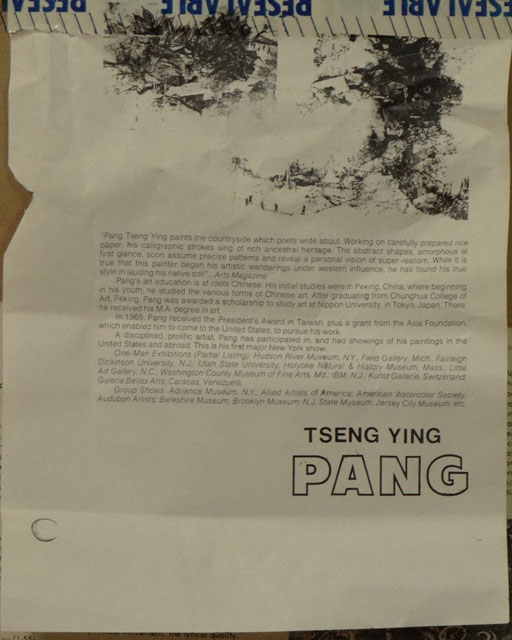 RESEALABLE RESEALABLE
"Pang Tseng Ying paints the countryside which poets write about. Working on carefully prepared rice
paper, his calligraphic strokes sing of rich ancestral heritage. The abstract shapes, amorphous at
first glance, soon assume precise patterns and reveal a personal vision of super-realism. While it is
true that this painter began his artistic wanderings under western influence, he has found his true
style in lauding his native soil"...Arts Magazine
Pang's art education is at roots Chinese. His initial studies were in Peking, China, where beginning
in his youth, he studied the various forms of Chinese art. After graduating from Chunghua College of
Art, Peking, Pang was awarded a scholarship to study art at Nippon University, in Tokyo, Japan. There,
he received his M.A. degree in art.
In 1965, Pang received the President's Award in Taiwan, plus a grant from the Asia Foundation,
which enabled him to come to the United States, to pursue his work.
A disciplined, prolific artist, Pang has participated in, and had showings of his paintings in the
United States and abroad. This is his first major New York show.
One-Man Exhibitions (Partial Listing): Hudson River Museum, N.Y., Field Gallery, Mich., Fairleigh
Dickinson University, N.J., Utah State University, Holyoke Natural & History Museum, Mass.; Little
Art Gallery, N.C.; Washington County Museum of Fine Arts, Md.; IBM, N.J., Kunst Gallerie, Switzerland;
Galeria Bellas Arts, Caracas, Venezuela.
Group Shows: Adriance Museum, N.Y.; Allied Artists of America; American Watercolor Society;
Audubon Artists; Berkshire Museum; Brooklyn Museum; N.J. State Museum, Jersey City Museum, etc.
TSENG YING
PANG
the lyrical quality